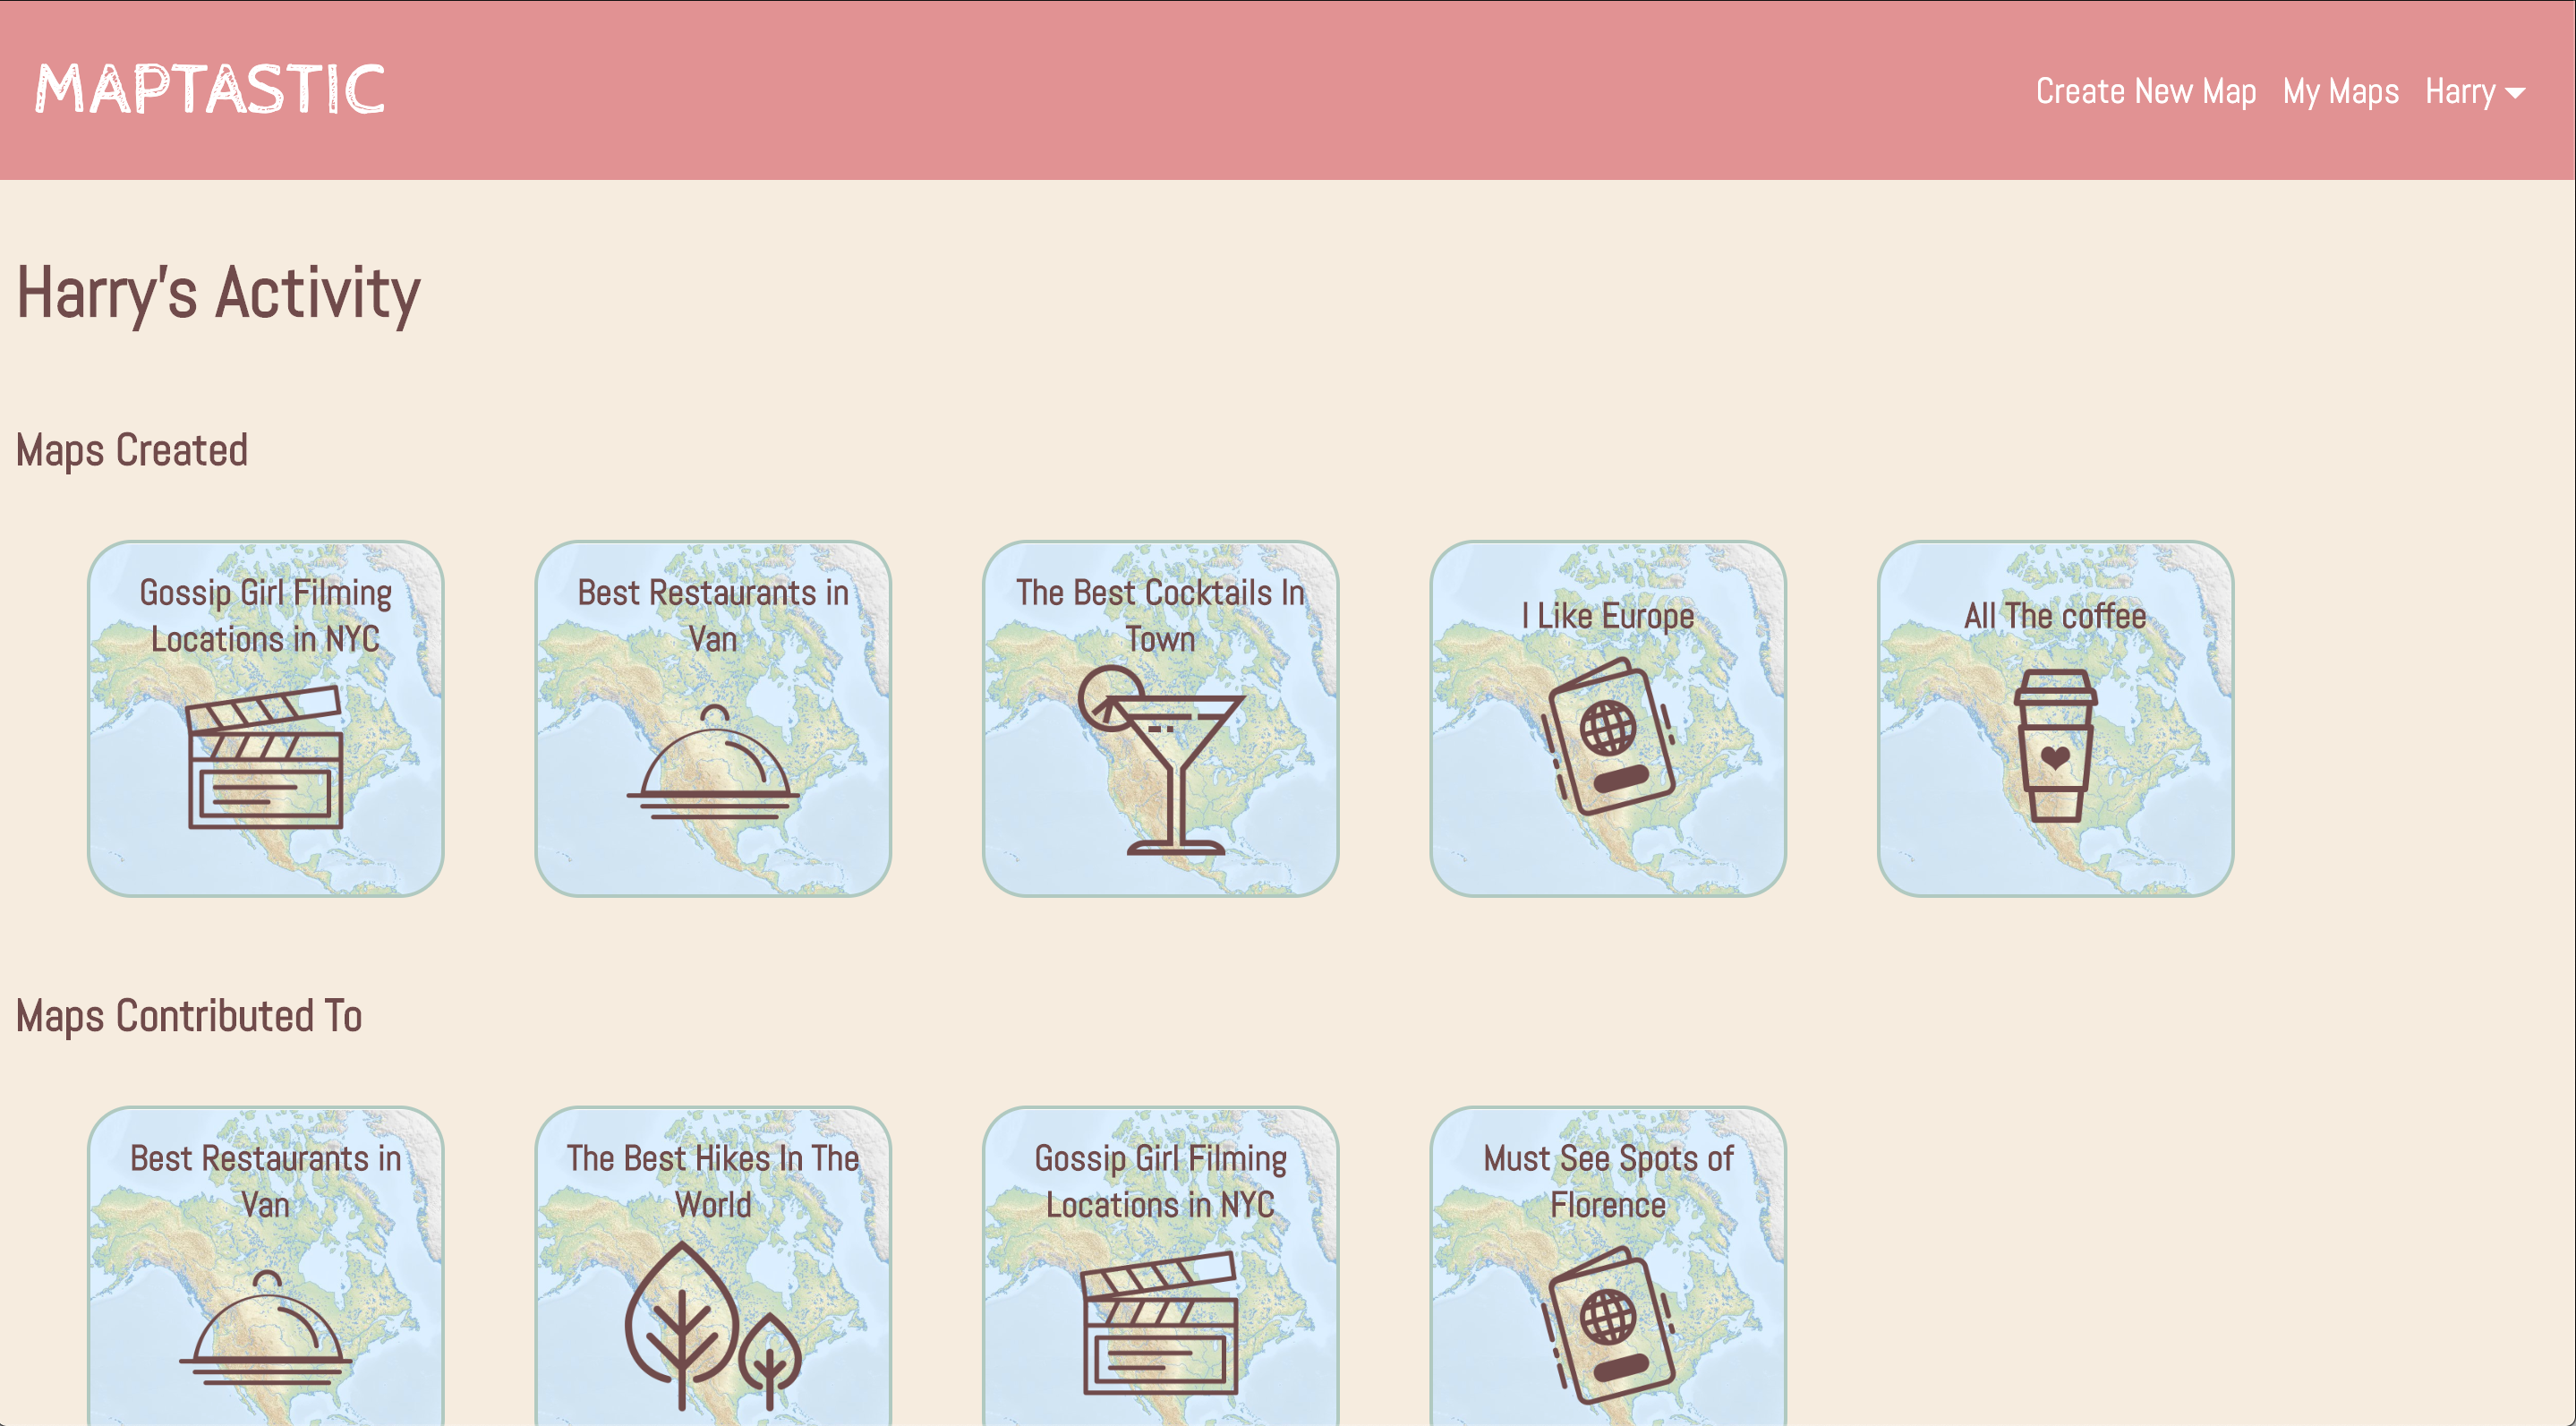 MAPTASTIC
Create New Map My Maps Harry
Harry's Activity
Maps Created
Gossip Girl Filming
Locations in NYC
Best Restaurants in
Van
The Best Cocktails In
Town
I Like Europe
All The coffee
Maps Contributed To
Best Restaurants in
Van
The Best Hikes In The
World
Gossip Girl Filming
Locations in NYC
Must See Spots of
Florence